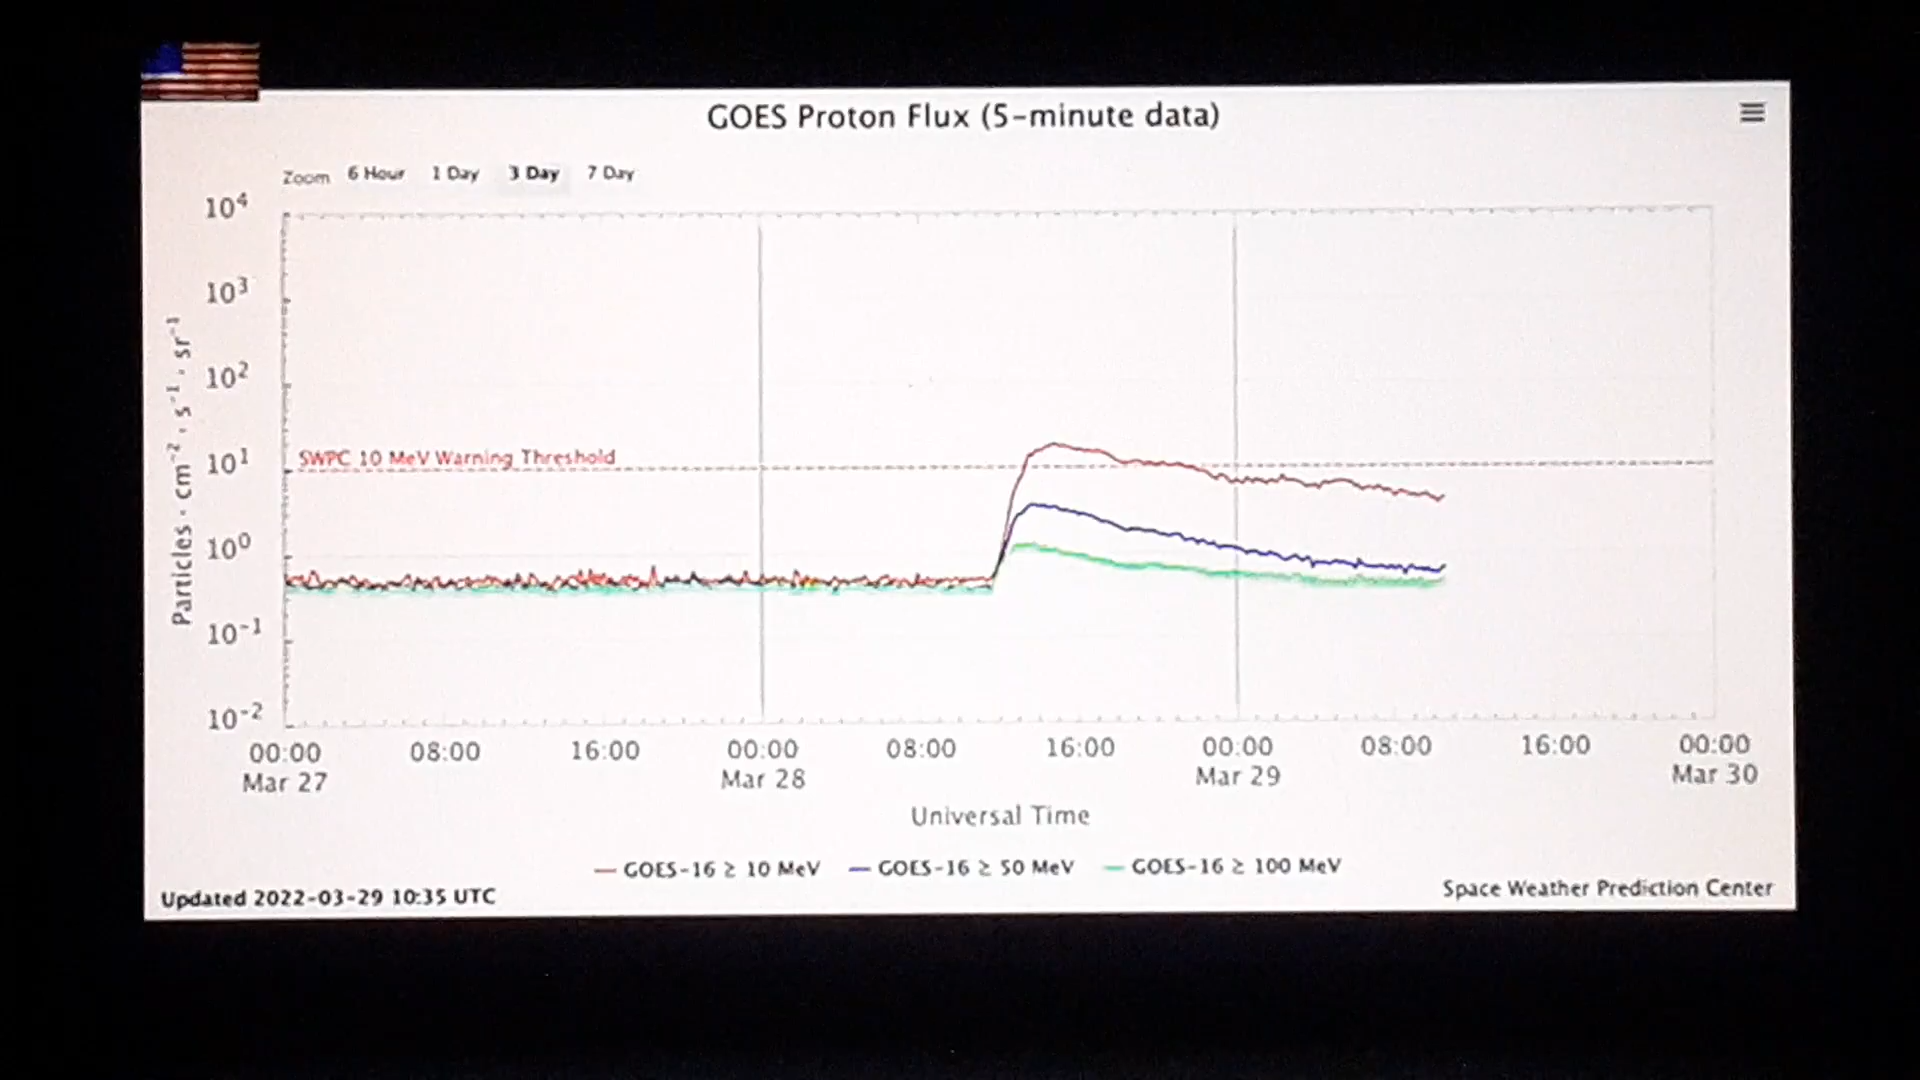 GOES Proton Flux (5-minute data)
Zoom 6 Hour 1 Day 3 Day 7 Day
10⁴
10³
10²
10¹
10⁰
10⁻¹
10⁻²
Particles · cm⁻² · s⁻¹ · sr⁻¹
SWPC 10 MeV Warning Threshold
00:00 08:00 16:00 00:00 08:00 16:00 00:00 08:00 16:00 00:00
Mar 27 Mar 28 Mar 29 Mar 30
Universal Time
GOES-16 ≥ 10 MeV GOES-16 ≥ 50 MeV GOES-16 ≥ 100 MeV
Updated 2022-03-29 10:35 UTC
Space Weather Prediction Center